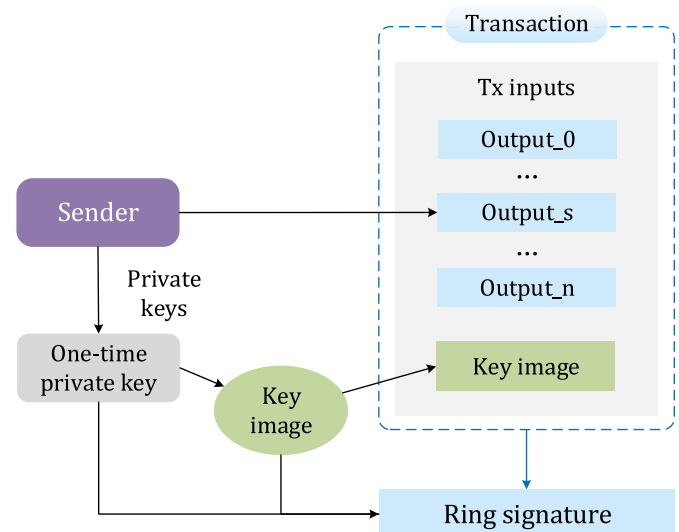 Transaction
Tx inputs
Output_0
...
Sender
Output_s
...
Private
keys
Output_n
One-time
private key
Key image
Key
image
Ring signature